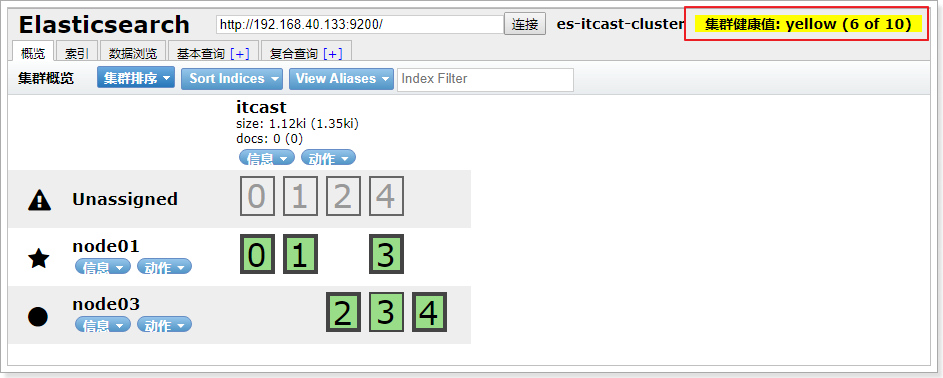 Elasticsearch http://192.168.40.133:9200/ 连接 es-itcast-cluster 集群健康值: yellow (6 of 10)
概览 索引 数据浏览 基本查询 [+] 复合查询 [+]
集群概览 集群排序 Sort Indices View Aliases Index Filter
itcast
size: 1.12ki (1.35ki)
docs: 0 (0)
信息 动作
Unassigned 0 1 2 4
node01 0 1 3
信息 动作
node03 2 3 4
信息 动作